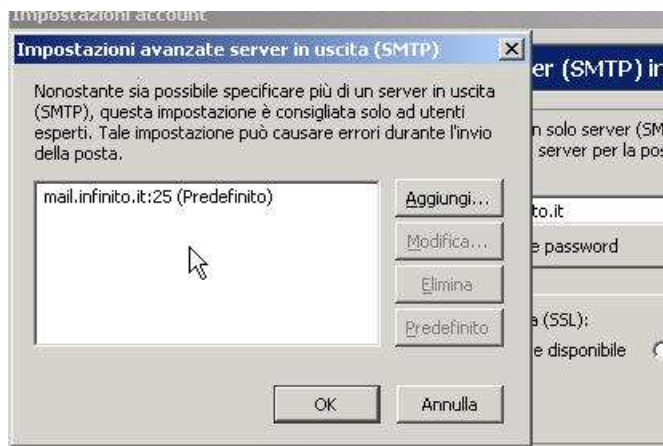 Impostazioni account
Impostazioni avanzate server in uscita (SMTP)
Nonostante sia possibile specificare più di un server in uscita
(SMTP), questa impostazione è consigliata solo ad utenti
esperti. Tale impostazione può causare errori durante l'invio
della posta.
mail.infinito.it:25 (Predefinito)
Aggiungi...
Modifica...
Elimina
Predefinito
OK
Annulla
er (SMTP) in
n solo server (SM
server per la pos
to.it
e password
a (SSL):
e disponibile